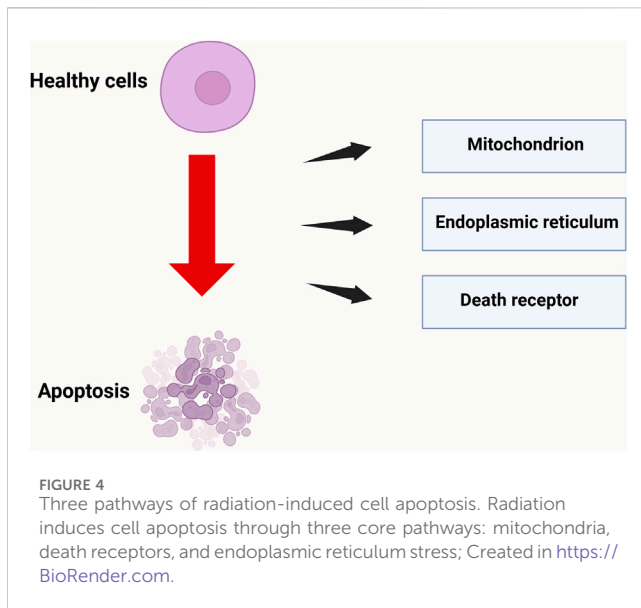 Healthy cells
Mitochondrion
Endoplasmic reticulum
Death receptor
Apoptosis
FIGURE 4
Three pathways of radiation-induced cell apoptosis. Radiation
induces cell apoptosis through three core pathways: mitochondria,
death receptors, and endoplasmic reticulum stress; Created in https://
BioRender.com.